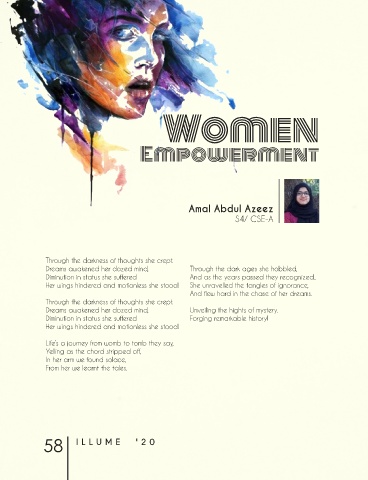 WOMEN
EMPOWERMENT
Amal Abdul Azeez
S4/ CSE-A
Through the darkness of thoughts she crept
Dreams awakened her dazed mind,
Diminution in status she suffered
Her wings hindered and motionless she stood!
Through the darkness of thoughts she crept
Dreams awakened her dazed mind,
Diminution in status she suffered
Her wings hindered and motionless she stood!
Life's a journey from womb to tomb they say,
Yelling as the chord stripped off,
In her arm we found solace,
From her we learnt the tales.
Through the dark ages she hobbled,
And as the years passed they recognized,
She unravelled the tangles of ignorance,
And flew hard in the chase of her dreams.
Unveiling the hights of mystery,
Forging remarkable history!
58 ILLUME '20